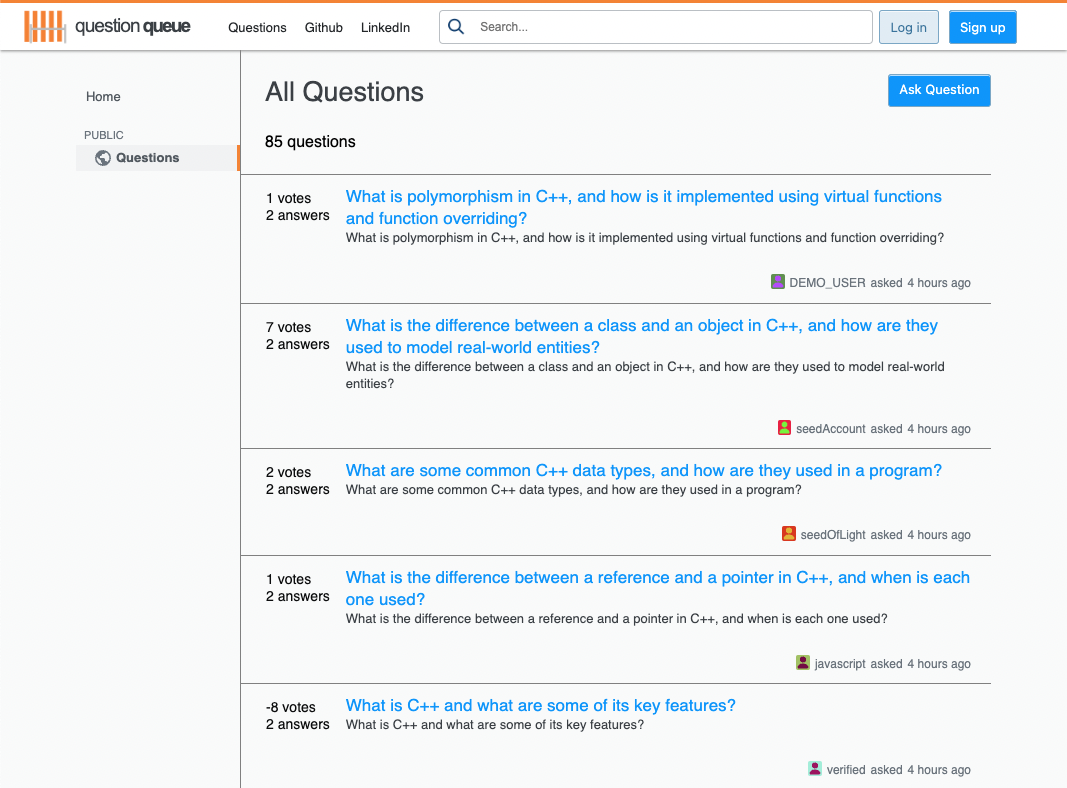 question queue Questions Github LinkedIn Search... Log in Sign up
Home
PUBLIC
Questions
All Questions
Ask Question
85 questions
1 votes
2 answers
What is polymorphism in C++, and how is it implemented using virtual functions
and function overriding?
What is polymorphism in C++, and how is it implemented using virtual functions and function overriding?
DEMO_USER asked 4 hours ago
7 votes
2 answers
What is the difference between a class and an object in C++, and how are they
used to model real-world entities?
What is the difference between a class and an object in C++, and how are they used to model real-world
entities?
seedAccount asked 4 hours ago
2 votes
2 answers
What are some common C++ data types, and how are they used in a program?
What are some common C++ data types, and how are they used in a program?
seedOfLight asked 4 hours ago
1 votes
2 answers
What is the difference between a reference and a pointer in C++, and when is each
one used?
What is the difference between a reference and a pointer in C++, and when is each one used?
javascript asked 4 hours ago
-8 votes
2 answers
What is C++ and what are some of its key features?
What is C++ and what are some of its key features?
verified asked 4 hours ago